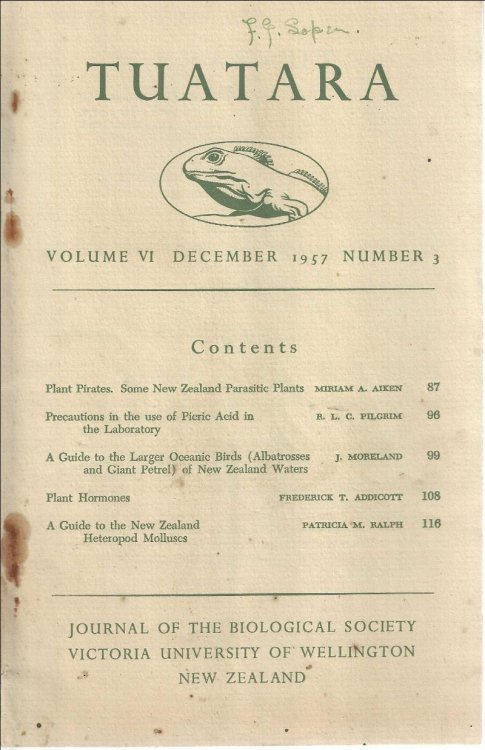 TUATARA
VOLUME VI DECEMBER 1957 NUMBER 3
Contents
Plant Pirates. Some New Zealand Parasitic Plants MIRIAM A. AIKEN 87
Precautions in the use of Picric Acid in R. L. C. PILGRIM 96
the Laboratory
A Guide to the Larger Oceanic Birds (Albatrosses J. MORELAND 99
and Giant Petrel) of New Zealand Waters
Plant Hormones FREDERICK T. ADDICOTT 108
A Guide to the New Zealand PATRICIA M. RALPH 116
Heteropod Molluscs
JOURNAL OF THE BIOLOGICAL SOCIETY
VICTORIA UNIVERSITY OF WELLINGTON
NEW ZEALAND